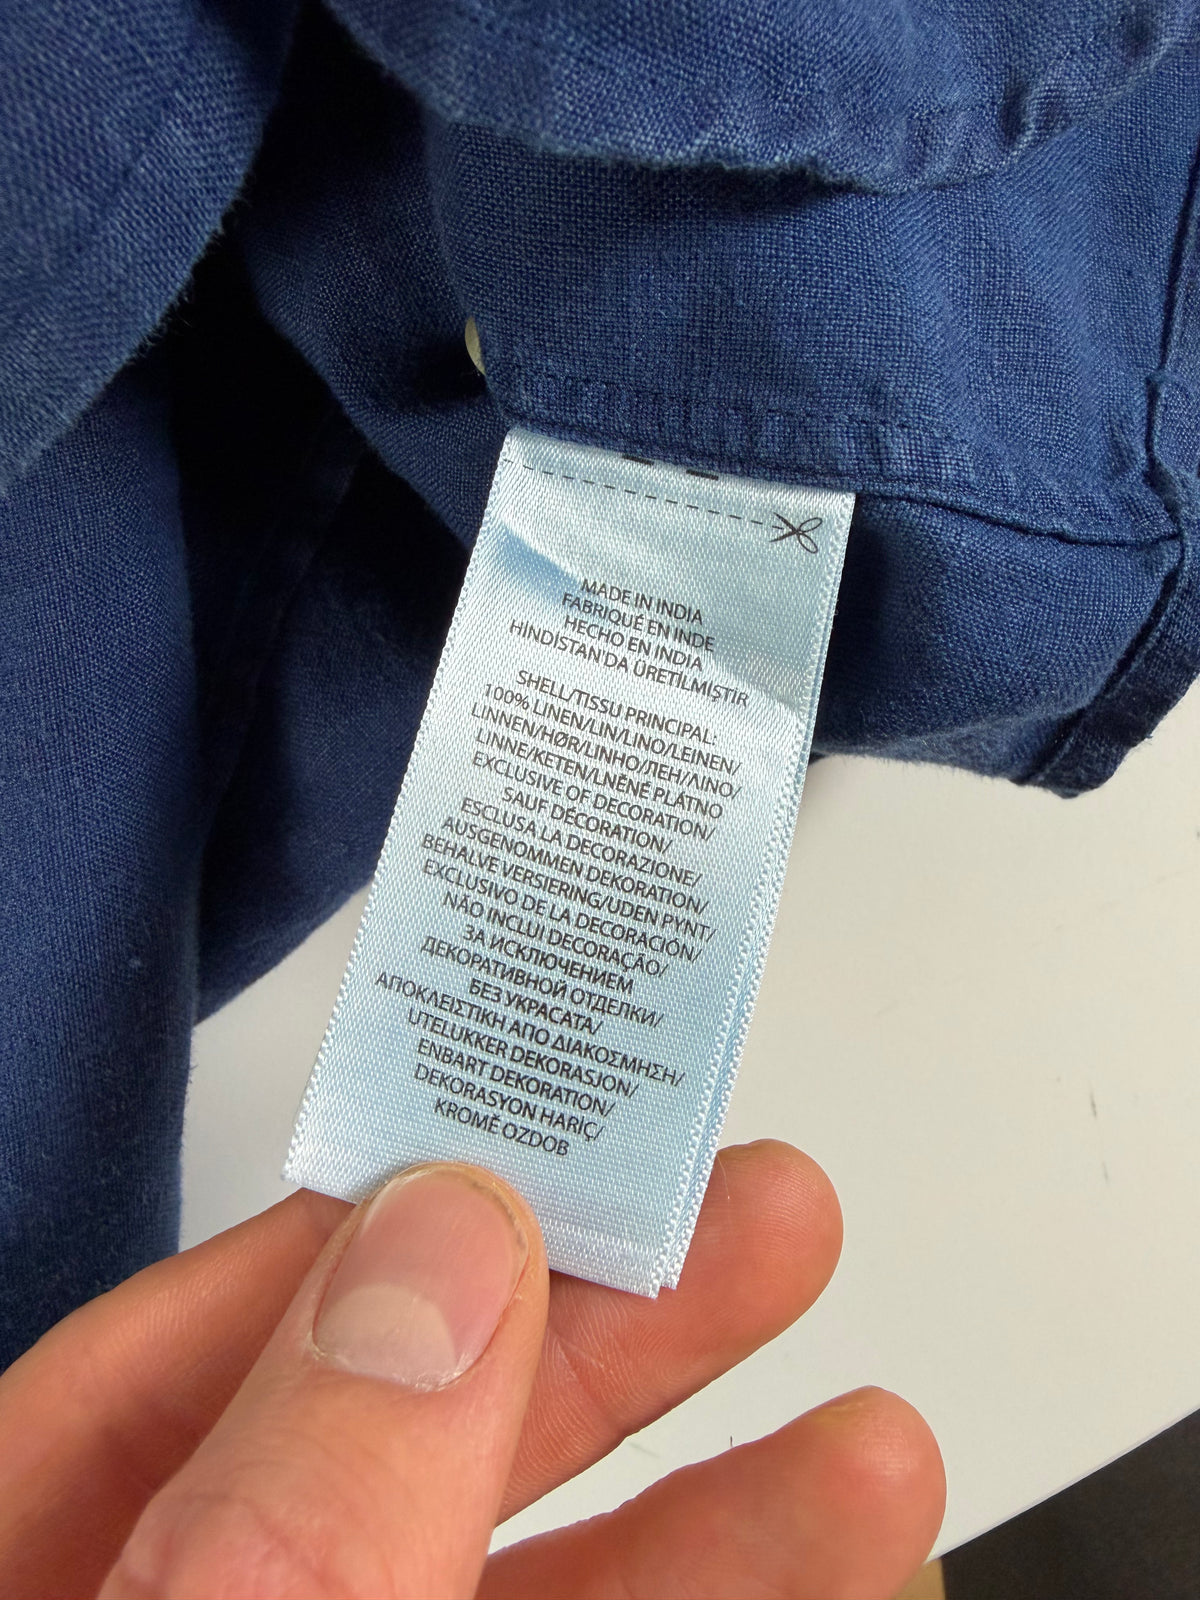 MADE IN INDIA
FABRIQUÉ EN INDE
HECHO EN INDIA
HİNDİSTAN'DA ÜRETİLMİŞTİR
SHELL/TISSU PRINCIPAL:
100% LINEN/LIN/LINO/LEINEN/
LINNEN/HØR/LINHO/ЛЕН/ΛΙΝΟ/
LINNE/KETEN/LNĚNÉ PLÁTNO
EXCLUSIVE OF DECORATION/
SAUF DÉCORATION/
ESCLUSA LA DECORAZIONE/
AUSGENOMMEN DEKORATION/
BEHALVE VERSIERING/UDEN PYNT/
EXCLUSIVO DE LA DECORACIÓN/
NÃO INCLUI DECORAÇÃO/
ЗА ИСКЛЮЧЕНИЕМ
ДЕКОРАТИВНОЙ ОТДЕЛКИ/
БЕЗ УКРАСАТА/
ΑΠΟΚΛΕΙΣΤΙΚΗ ΑΠΟ ΔΙΑΚΟΣΜΗΣΗ/
UTELUKKER DEKORASJON/
ENBART DEKORATION/
DEKORASYON HARİÇ/
KROMĚ OZDOB